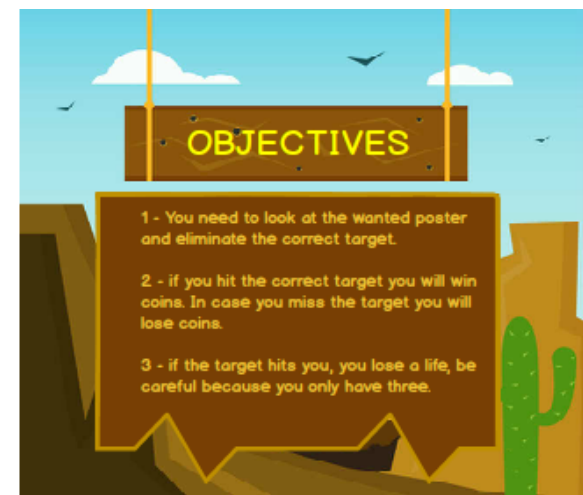 OBJECTIVES
1 - You need to look at the wanted poster
and eliminate the correct target.
2 - if you hit the correct target you will win
coins. In case you miss the target you will
lose coins.
3 - if the target hits you, you lose a life, be
careful because you only have three.